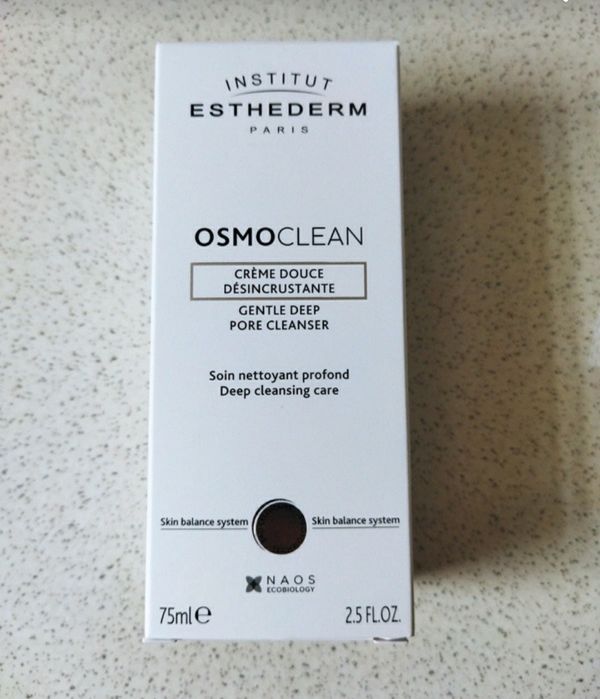 INSTITUT
ESTHEDERM
PARIS
OSMOCLEAN
CRÈME DOUCE
DÉSINCRUSTANTE
GENTLE DEEP
PORE CLEANSER
Soin nettoyant profond
Deep cleansing care
Skin balance system
Skin balance system
NAOS
ECOBIOLOGY
75ml℮ 2.5 FL.OZ.